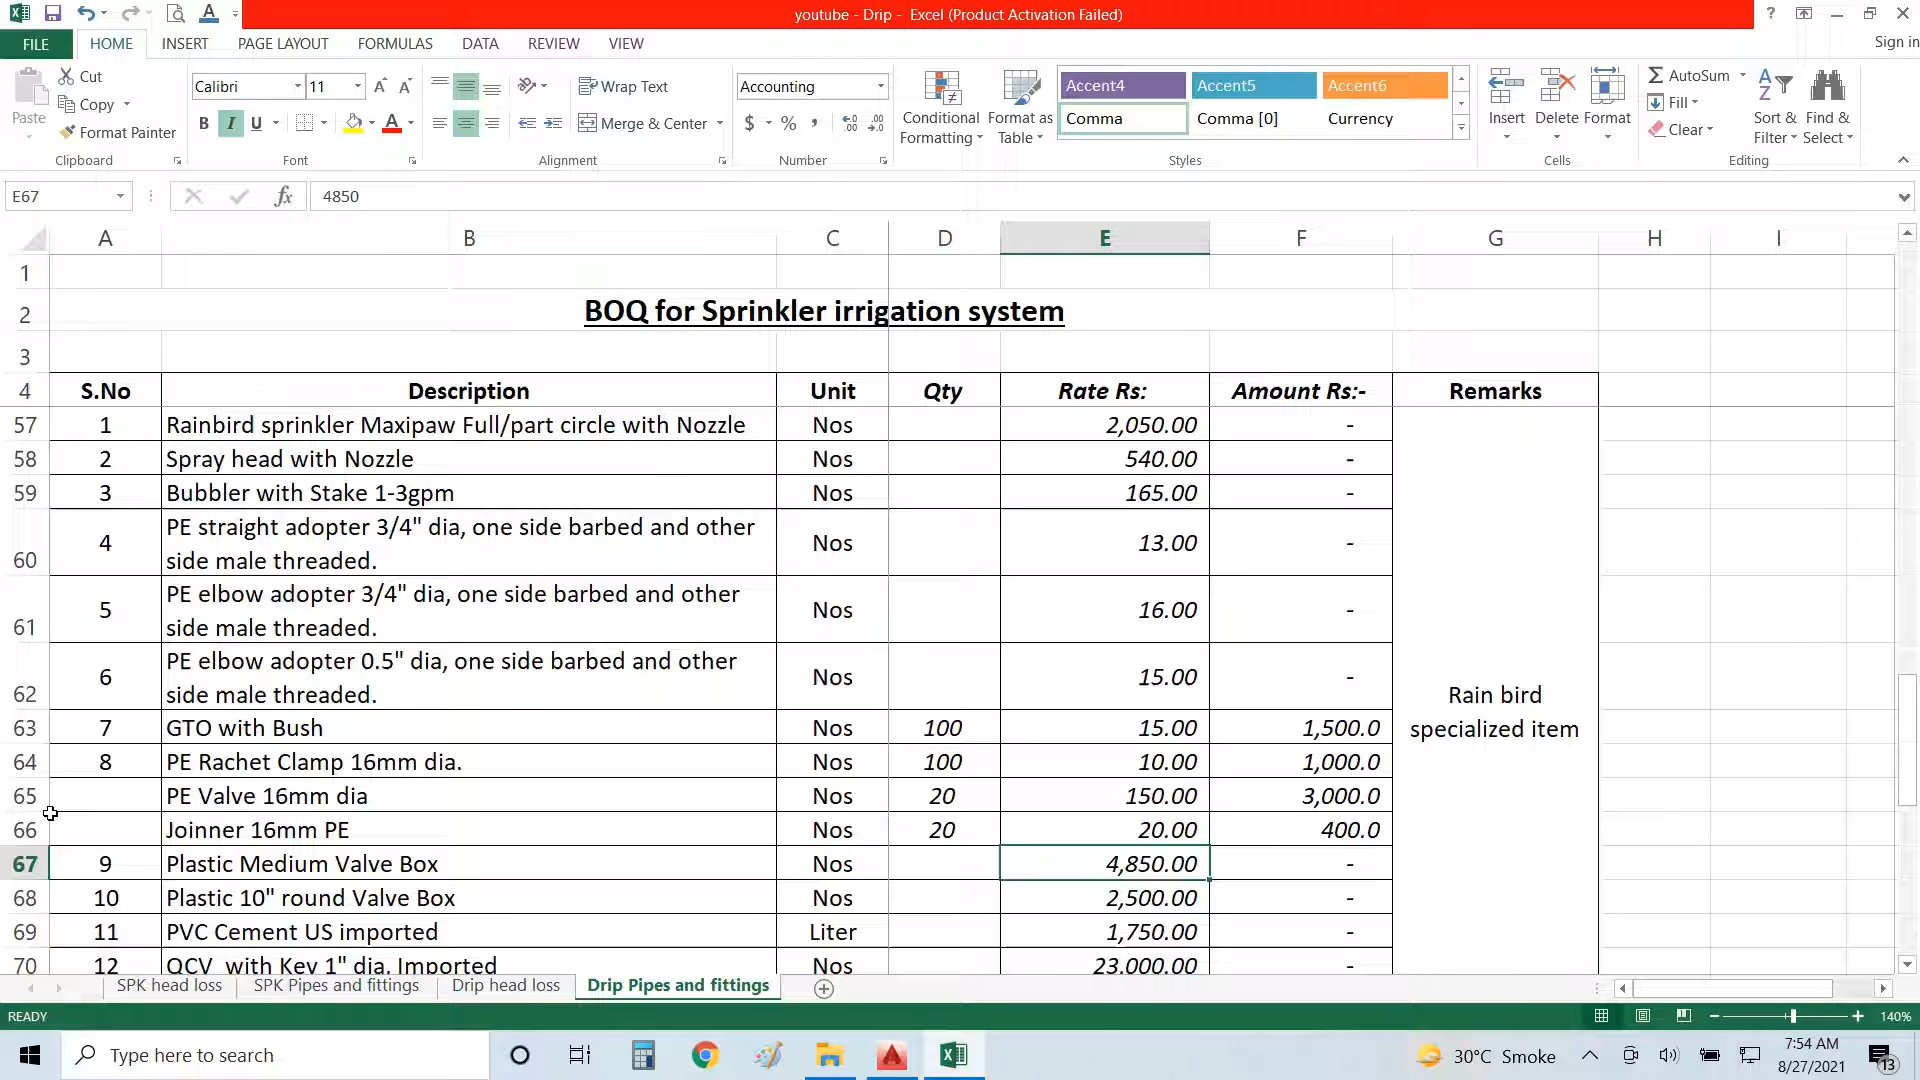 youtube - Drip - Excel (Product Activation Failed)
FILE HOME INSERT PAGE LAYOUT FORMULAS DATA REVIEW VIEW Sign in
Paste Cut Copy Format Painter Clipboard
Calibri 11 B I U Font
Wrap Text Merge & Center Alignment
Accounting $ % , Number
Conditional Formatting Format as Table
Accent4 Accent5 Accent6
Comma Comma [0] Currency
Styles
Insert Delete Format Cells
AutoSum Fill Clear Sort & Filter Find & Select Editing
E67 fx 4850
A B C D E F G H I
1
2 BOQ for Sprinkler irrigation system
3
4 S.No Description Unit Qty Rate Rs: Amount Rs:- Remarks
57 1 Rainbird sprinkler Maxipaw Full/part circle with Nozzle Nos 2,050.00 -
58 2 Spray head with Nozzle Nos 540.00 -
59 3 Bubbler with Stake 1-3gpm Nos 165.00 -
60 4 PE straight adopter 3/4" dia, one side barbed and other
side male threaded. Nos 13.00 -
61 5 PE elbow adopter 3/4" dia, one side barbed and other
side male threaded. Nos 16.00 -
62 6 PE elbow adopter 0.5" dia, one side barbed and other
side male threaded. Nos 15.00 -
Rain bird
specialized item
63 7 GTO with Bush Nos 100 15.00 1,500.0
64 8 PE Rachet Clamp 16mm dia. Nos 100 10.00 1,000.0
65 PE Valve 16mm dia Nos 20 150.00 3,000.0
66 Joinner 16mm PE Nos 20 20.00 400.0
67 9 Plastic Medium Valve Box Nos 4,850.00 -
68 10 Plastic 10" round Valve Box Nos 2,500.00 -
69 11 PVC Cement US imported Liter 1,750.00 -
70 12 QCV with Key 1" dia. Imported Nos 23,000.00 -
SPK head loss SPK Pipes and fittings Drip head loss Drip Pipes and fittings
READY 140%
Type here to search 30°C Smoke 7:54 AM
8/27/2021 13